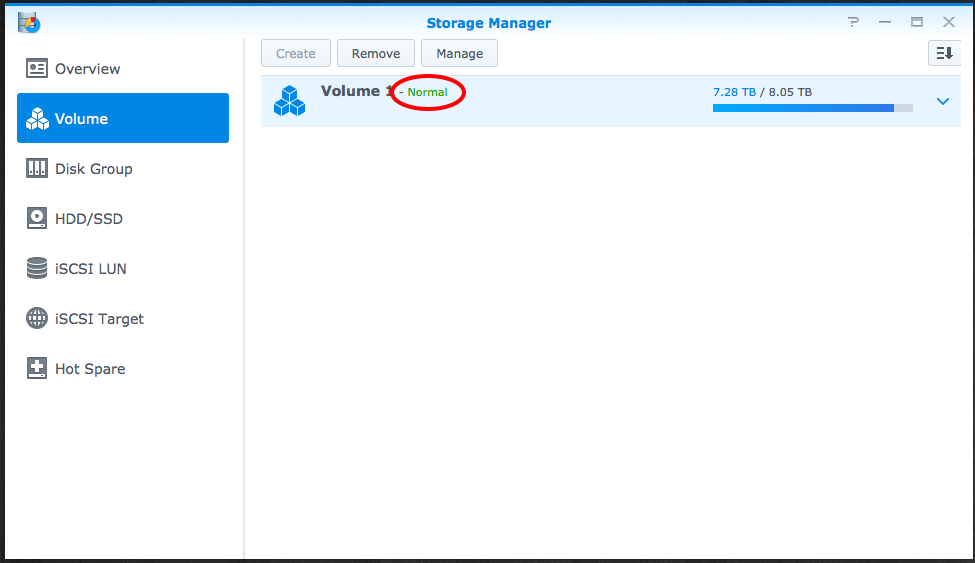 Storage Manager
?
Overview
Volume
Disk Group
HDD/SSD
iSCSI LUN
iSCSI Target
Hot Spare
Create Remove Manage
Volume 1 - Normal
7.28 TB / 8.05 TB